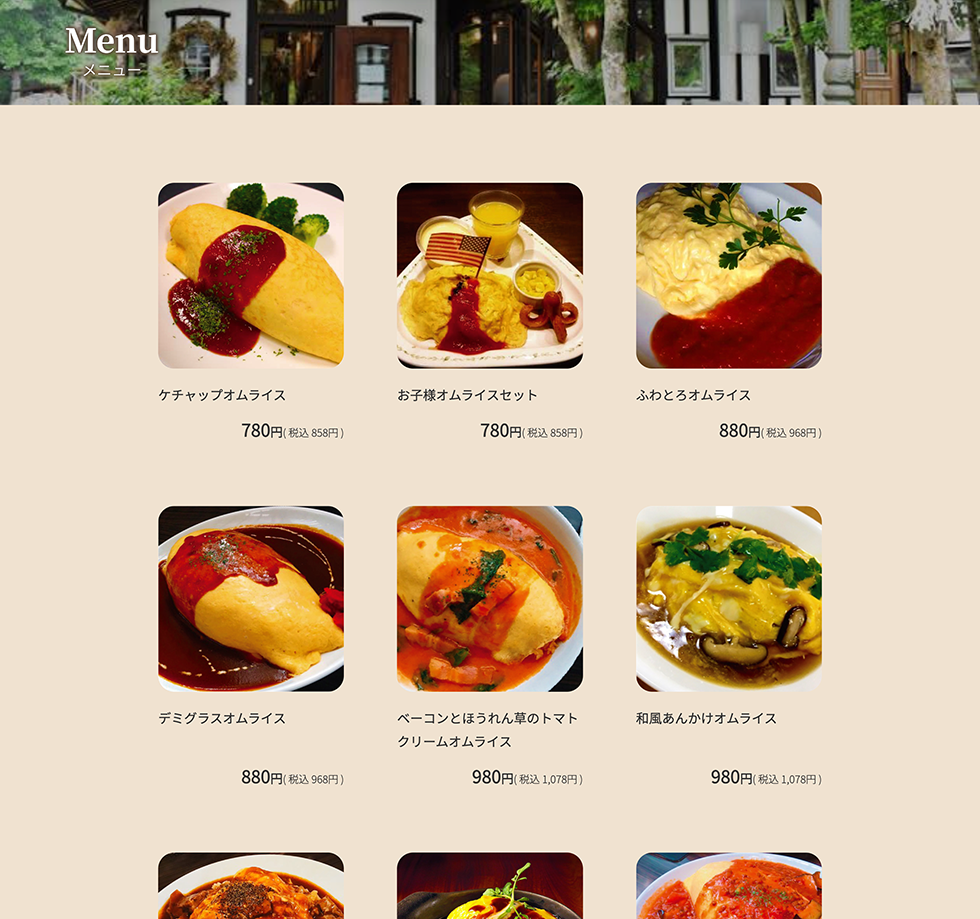 Menu
メニュー
ケチャップオムライス
780円( 税込 858円 )
お子様オムライスセット
780円( 税込 858円 )
ふわとろオムライス
880円( 税込 968円 )
デミグラスオムライス
880円( 税込 968円 )
ベーコンとほうれん草のトマト
クリームオムライス
980円( 税込 1,078円 )
和風あんかけオムライス
980円( 税込 1,078円 )